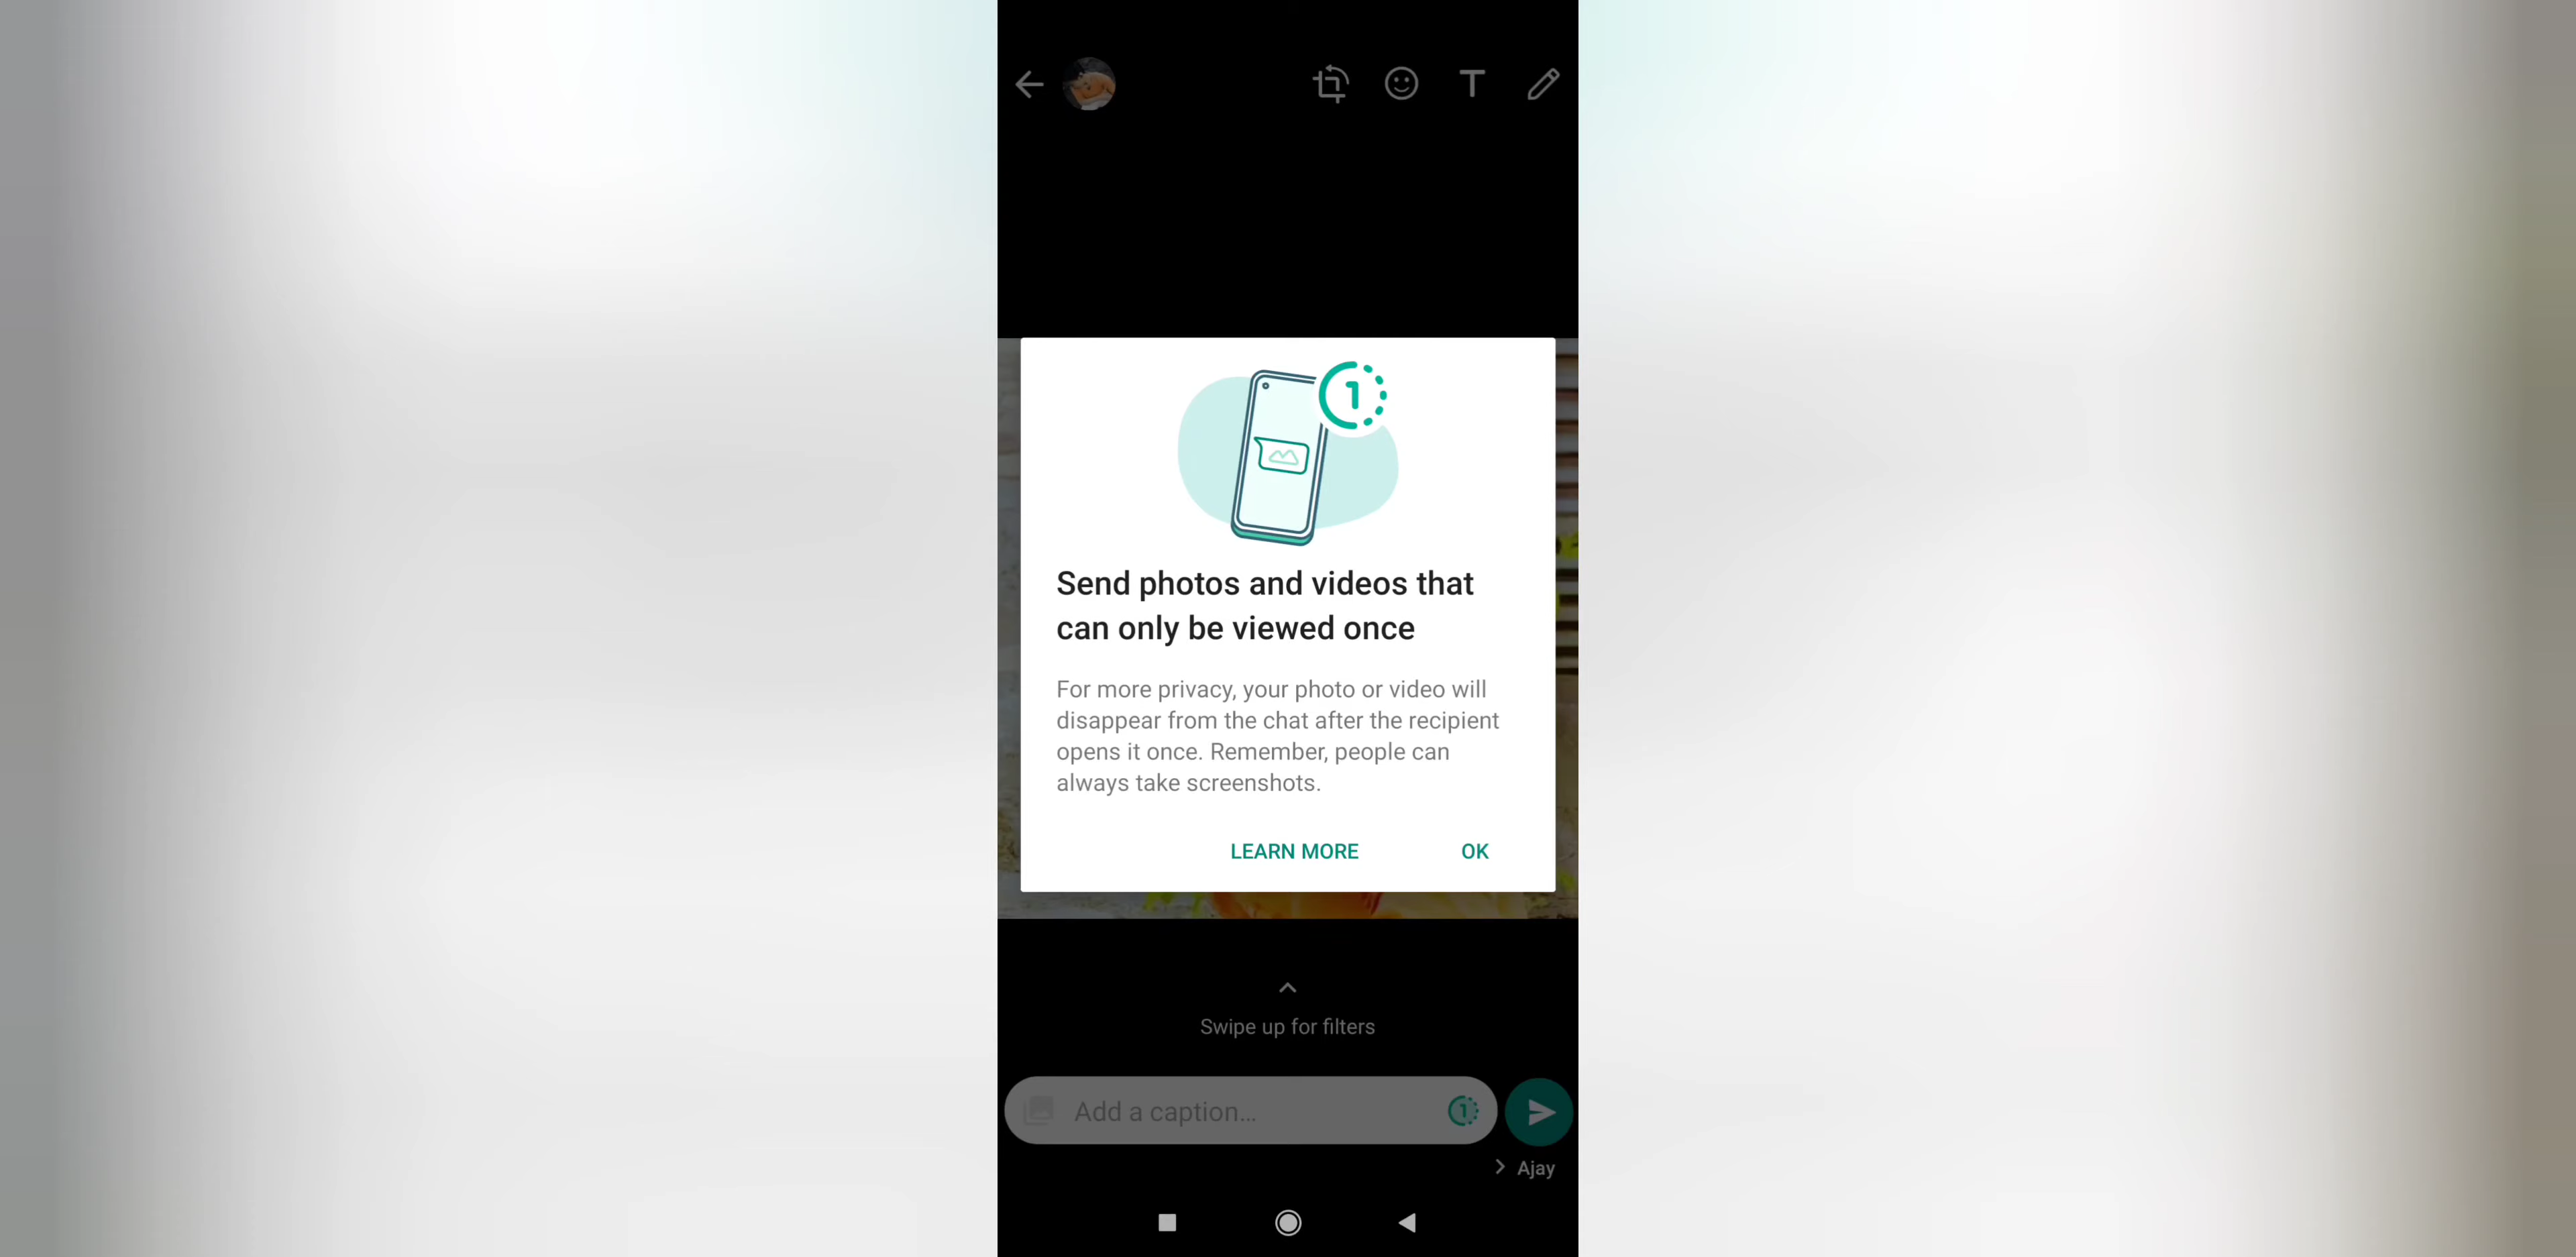 T
1
Send photos and videos that
can only be viewed once
For more privacy, your photo or video will
disappear from the chat after the recipient
opens it once. Remember, people can
always take screenshots.
LEARN MORE OK
Swipe up for filters
Add a caption... 1
Ajay